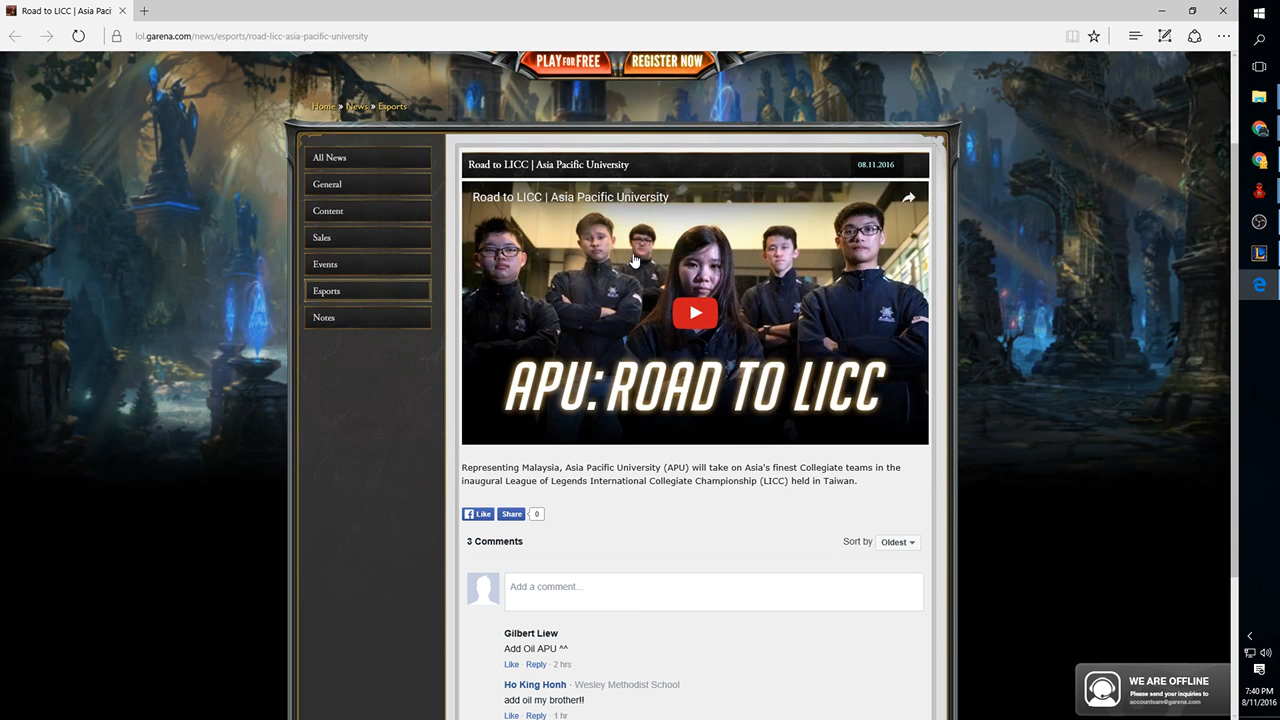 Road to LICC | Asia Paci
lol.garena.com/news/esports/road-licc-asia-pacific-university
PLAY FOR FREE
REGISTER NOW
Home » News » Esports
All News
General
Content
Sales
Events
Esports
Notes
Road to LICC | Asia Pacific University
08.11.2016
Road to LICC | Asia Pacific University
APU: ROAD TO LICC
Representing Malaysia, Asia Pacific University (APU) will take on Asia's finest Collegiate teams in the
inaugural League of Legends International Collegiate Championship (LICC) held in Taiwan.
Like Share 0
3 Comments
Sort by Oldest
Add a comment...
Gilbert Liew
Add Oil APU ^^
Like · Reply · 2 hrs
Ho King Honh · Wesley Methodist School
add oil my brother!!
Like · Reply · 1 hr
WE ARE OFFLINE
Please send your inquiries to
accountsam@garena.com
7:40 PM
8/11/2016